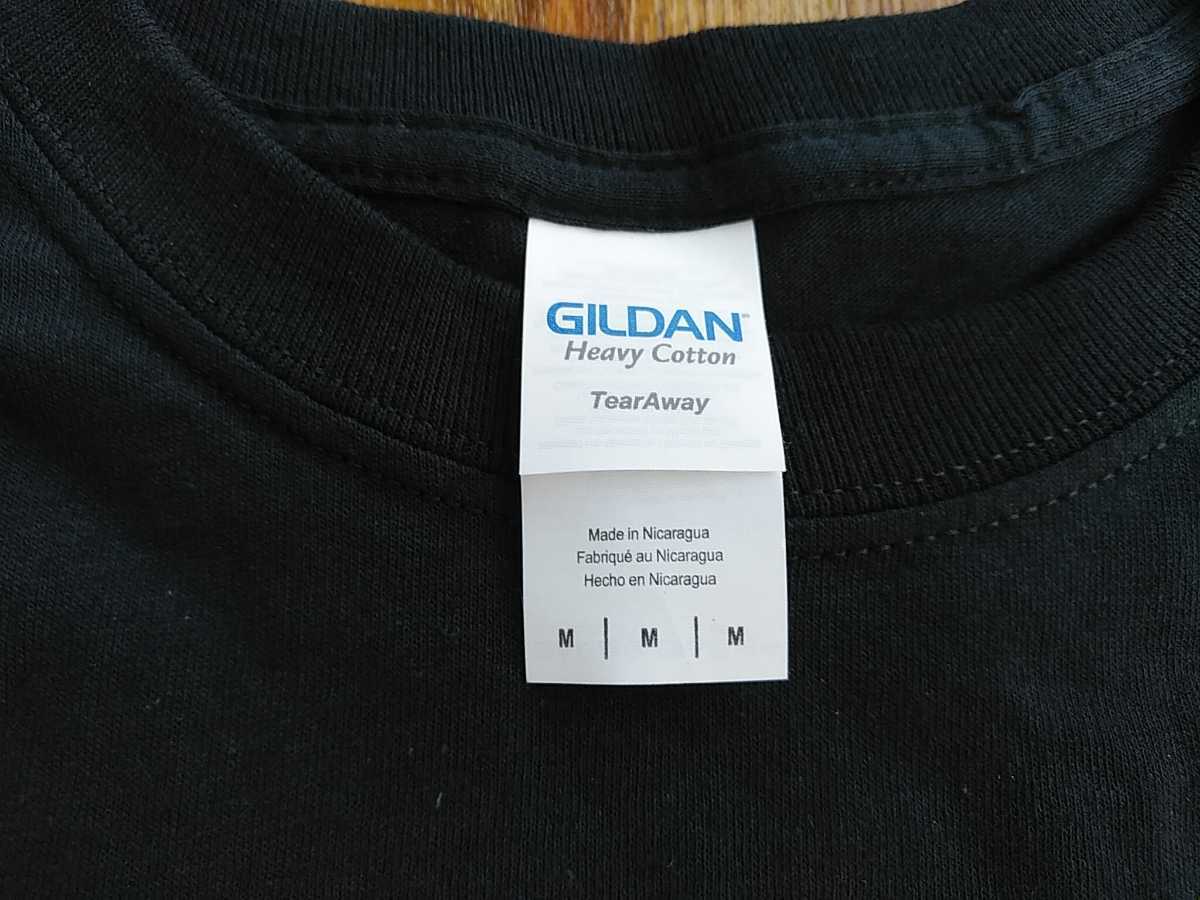 GILDAN
Heavy Cotton
TearAway
Made in Nicaragua
Fabriqué au Nicaragua
Hecho en Nicaragua
M | M | M